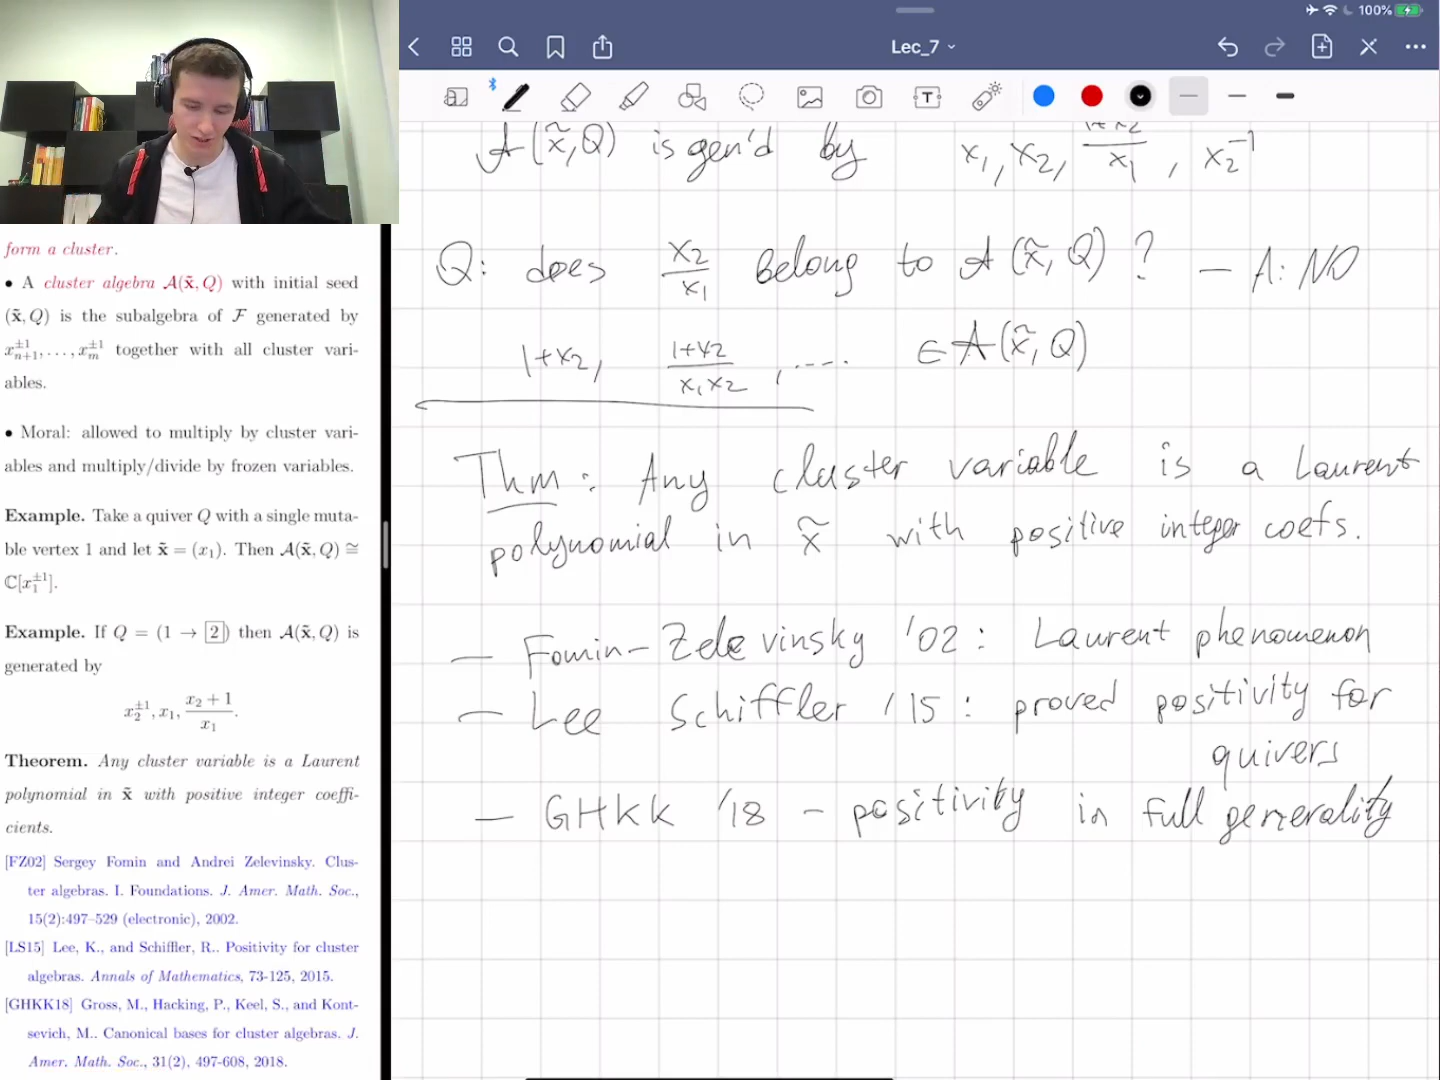 100%
Lec_7
form a cluster.
• A cluster algebra 𝒜(x̃, Q) with initial seed
(x̃, Q) is the subalgebra of ℱ generated by
x_{n+1}^{±1}, . . . , x_m^{±1} together with all cluster vari-
ables.
• Moral: allowed to multiply by cluster vari-
ables and multiply/divide by frozen variables.
Example. Take a quiver Q with a single muta-
ble vertex 1 and let x̃ = (x₁). Then 𝒜(x̃, Q) ≅
ℂ[x₁^{±1}].
Example. If Q = (1 → [2]) then 𝒜(x̃, Q) is
generated by
x₂^{±1}, x₁, (x₂ + 1)/x₁.
Theorem. Any cluster variable is a Laurent
polynomial in x̃ with positive integer coeffi-
cients.
[FZ02] Sergey Fomin and Andrei Zelevinsky. Clus-
ter algebras. I. Foundations. J. Amer. Math. Soc.,
15(2):497–529 (electronic), 2002.
[LS15] Lee, K., and Schiffler, R.. Positivity for cluster
algebras. Annals of Mathematics, 73-125, 2015.
[GHKK18] Gross, M., Hacking, P., Keel, S., and Kont-
sevich, M.. Canonical bases for cluster algebras. J.
Amer. Math. Soc., 31(2), 497-608, 2018.
𝒜(x̃, Q) is gen'd by x₁, x₂, (1+x₂)/x₁, x₂⁻¹
Q: does x₂/x₁ belong to 𝒜(x̃, Q)? — A: NO
1+x₂, (1+x₂)/(x₁x₂), .... ∈ 𝒜(x̃, Q)
Thm: Any cluster variable is a Laurent
polynomial in x̃ with positive integer coefs.
— Fomin-Zelevinsky '02: Laurent phenomenon
— Lee Schiffler '15: proved positivity for
quivers
— GHKK '18 – positivity in full generality